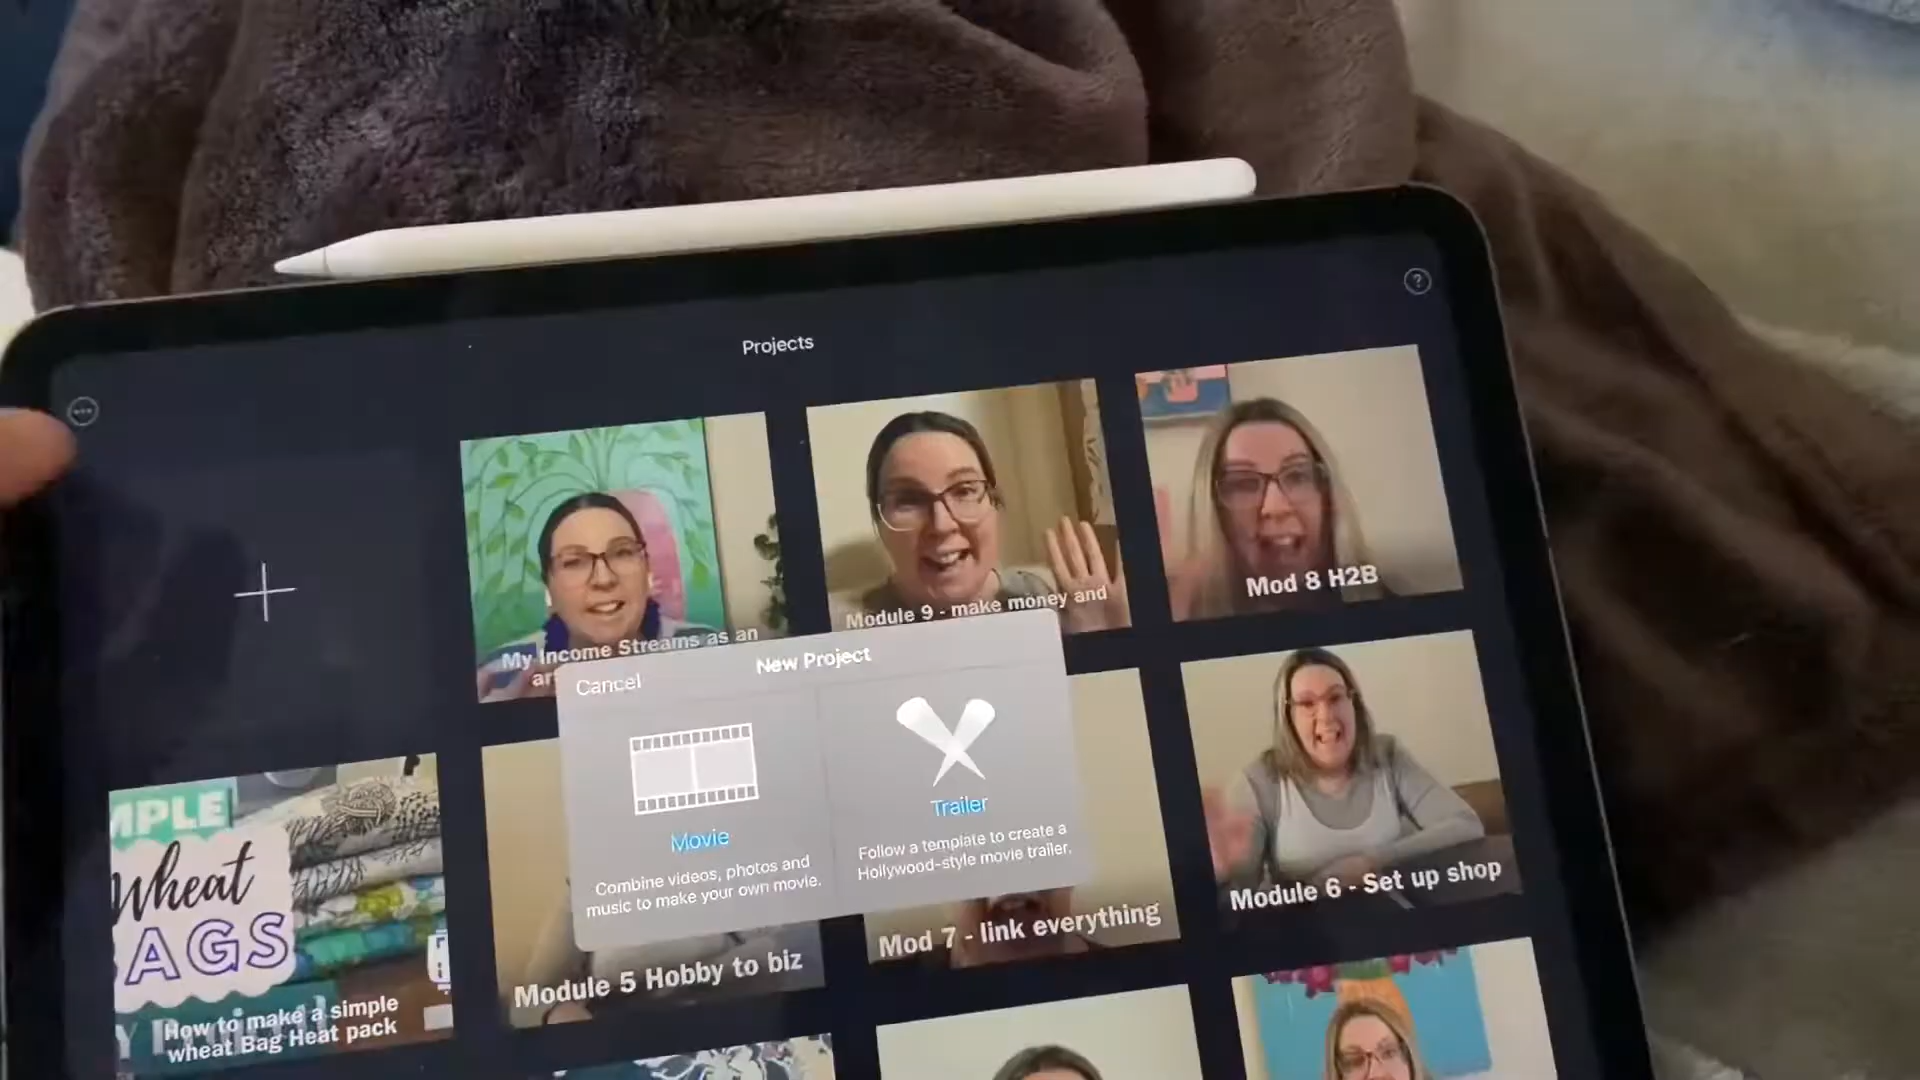 Projects
?
My Income Streams as an
Module 9 - make money and
Mod 8 H2B
Cancel
New Project
Movie
Combine videos, photos and
music to make your own movie.
Trailer
Follow a template to create a
Hollywood-style movie trailer.
Wheat
BAGS
How to make a simple
wheat Bag Heat pack
Module 5 Hobby to biz
Mod 7 - link everything
Module 6 - Set up shop